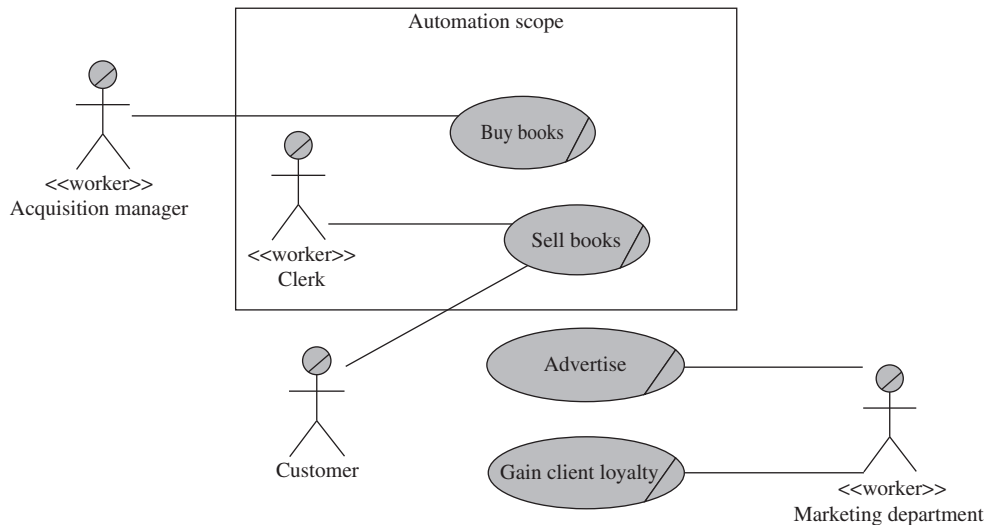 Automation scope
Buy books
<<worker>>
Acquisition manager
Sell books
<<worker>>
Clerk
Advertise
Customer
Gain client loyalty
<<worker>>
Marketing department